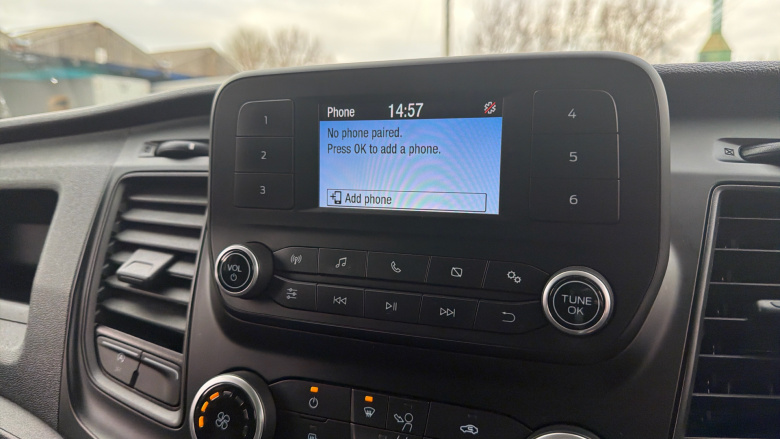 Phone 14:57
No phone paired.
Press OK to add a phone.
Add phone
1
2
3
4
5
6
VOL
TUNE
OK